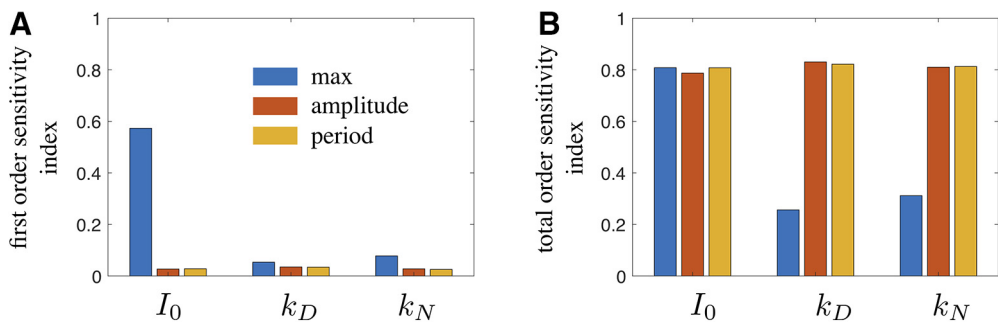 A
first order sensitivity
index
1
0.8
0.6
0.4
0.2
0
max
amplitude
period
I0
kD
kN
B
total order sensitivity
index
1
0.8
0.6
0.4
0.2
0
I0
kD
kN